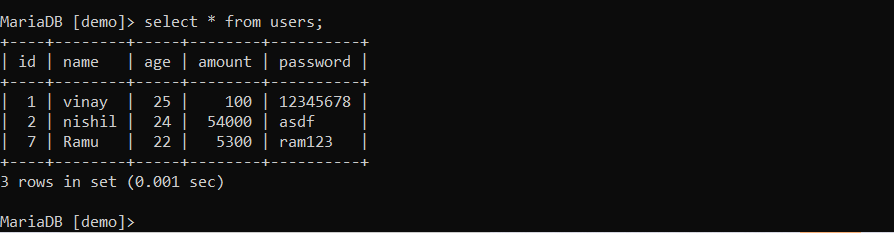 MariaDB [demo]> select * from users;
+----+--------+-----+--------+----------+
| id | name   | age | amount | password |
+----+--------+-----+--------+----------+
|  1 | vinay  |  25 |    100 | 12345678 |
|  2 | nishil |  24 |  54000 | asdf     |
|  7 | Ramu   |  22 |   5300 | ram123   |
+----+--------+-----+--------+----------+
3 rows in set (0.001 sec)
MariaDB [demo]>